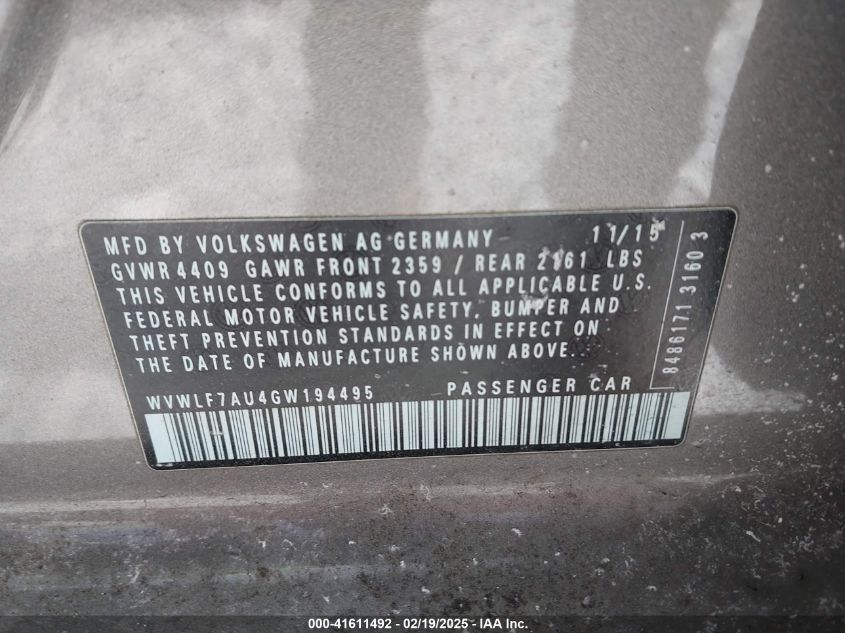 MFD BY VOLKSWAGEN AG GERMANY 11/15
GVWR 4409 GAWR FRONT 2359 / REAR 2161 LBS
THIS VEHICLE CONFORMS TO ALL APPLICABLE U.S.
FEDERAL MOTOR VEHICLE SAFETY, BUMPER AND
THEFT PREVENTION STANDARDS IN EFFECT ON
THE DATE OF MANUFACTURE SHOWN ABOVE.
WVWLF7AU4GW194495 PASSENGER CAR
8486171 3160 3
000-41611492 - 02/19/2025 - IAA Inc.